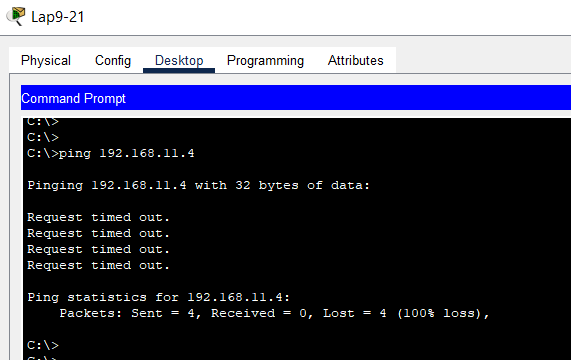 Lap9-21
Physical Config Desktop Programming Attributes
Command Prompt
C:\>
C:\>
C:\>ping 192.168.11.4
Pinging 192.168.11.4 with 32 bytes of data:
Request timed out.
Request timed out.
Request timed out.
Request timed out.
Ping statistics for 192.168.11.4:
Packets: Sent = 4, Received = 0, Lost = 4 (100% loss),
C:\>
C:\>